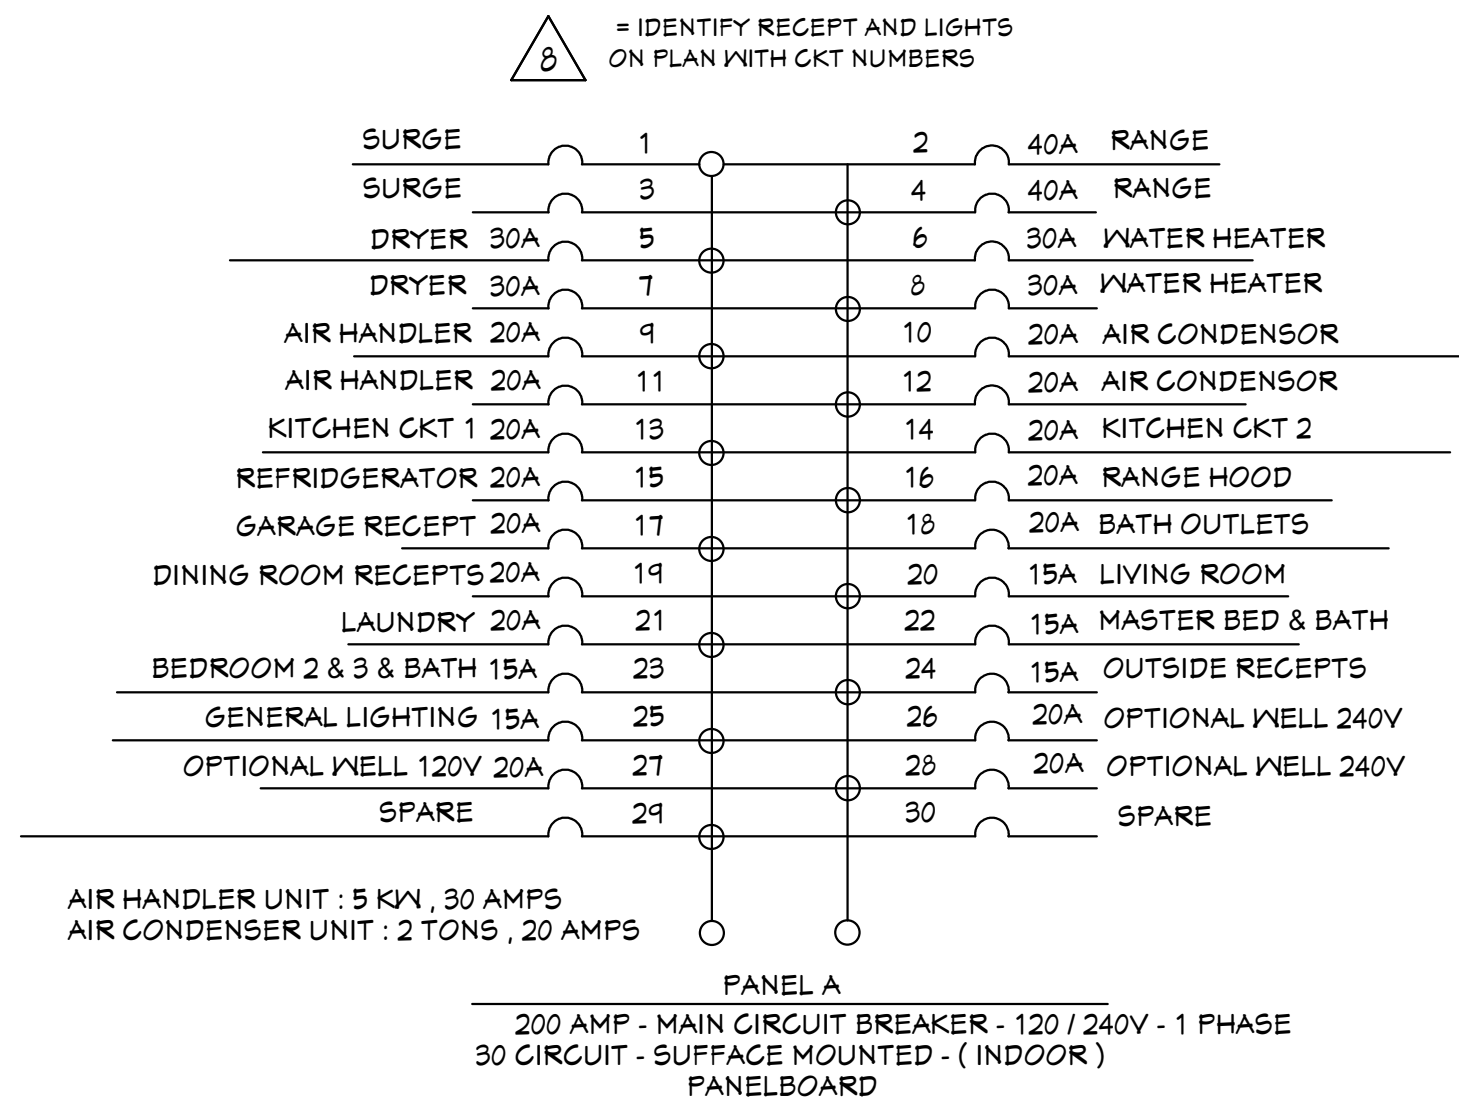 = IDENTIFY RECEPT AND LIGHTS
8 ON PLAN WITH CKT NUMBERS
SURGE 1 2 40A RANGE
SURGE 3 4 40A RANGE
DRYER 30A 5 6 30A WATER HEATER
DRYER 30A 7 8 30A WATER HEATER
AIR HANDLER 20A 9 10 20A AIR CONDENSOR
AIR HANDLER 20A 11 12 20A AIR CONDENSOR
KITCHEN CKT 1 20A 13 14 20A KITCHEN CKT 2
REFRIDGERATOR 20A 15 16 20A RANGE HOOD
GARAGE RECEPT 20A 17 18 20A BATH OUTLETS
DINING ROOM RECEPTS 20A 19 20 15A LIVING ROOM
LAUNDRY 20A 21 22 15A MASTER BED & BATH
BEDROOM 2 & 3 & BATH 15A 23 24 15A OUTSIDE RECEPTS
GENERAL LIGHTING 15A 25 26 20A OPTIONAL WELL 240V
OPTIONAL WELL 120V 20A 27 28 20A OPTIONAL WELL 240V
SPARE 29 30 SPARE
AIR HANDLER UNIT : 5 KW , 30 AMPS
AIR CONDENSER UNIT : 2 TONS , 20 AMPS
PANEL A
200 AMP - MAIN CIRCUIT BREAKER - 120 / 240V - 1 PHASE
30 CIRCUIT - SUFFACE MOUNTED - ( INDOOR )
PANELBOARD